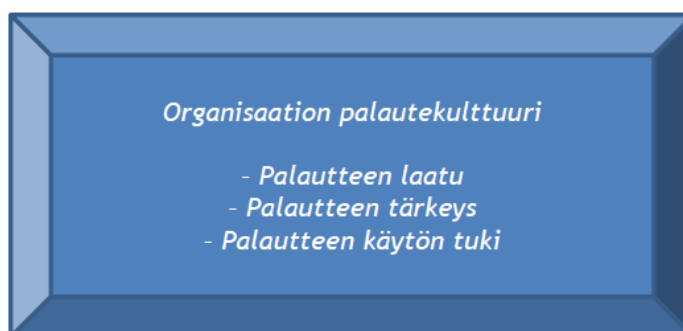 Organisaation palautekulttuuri
- Palautteen laatu
- Palautteen tärkeys
- Palautteen käytön tuki